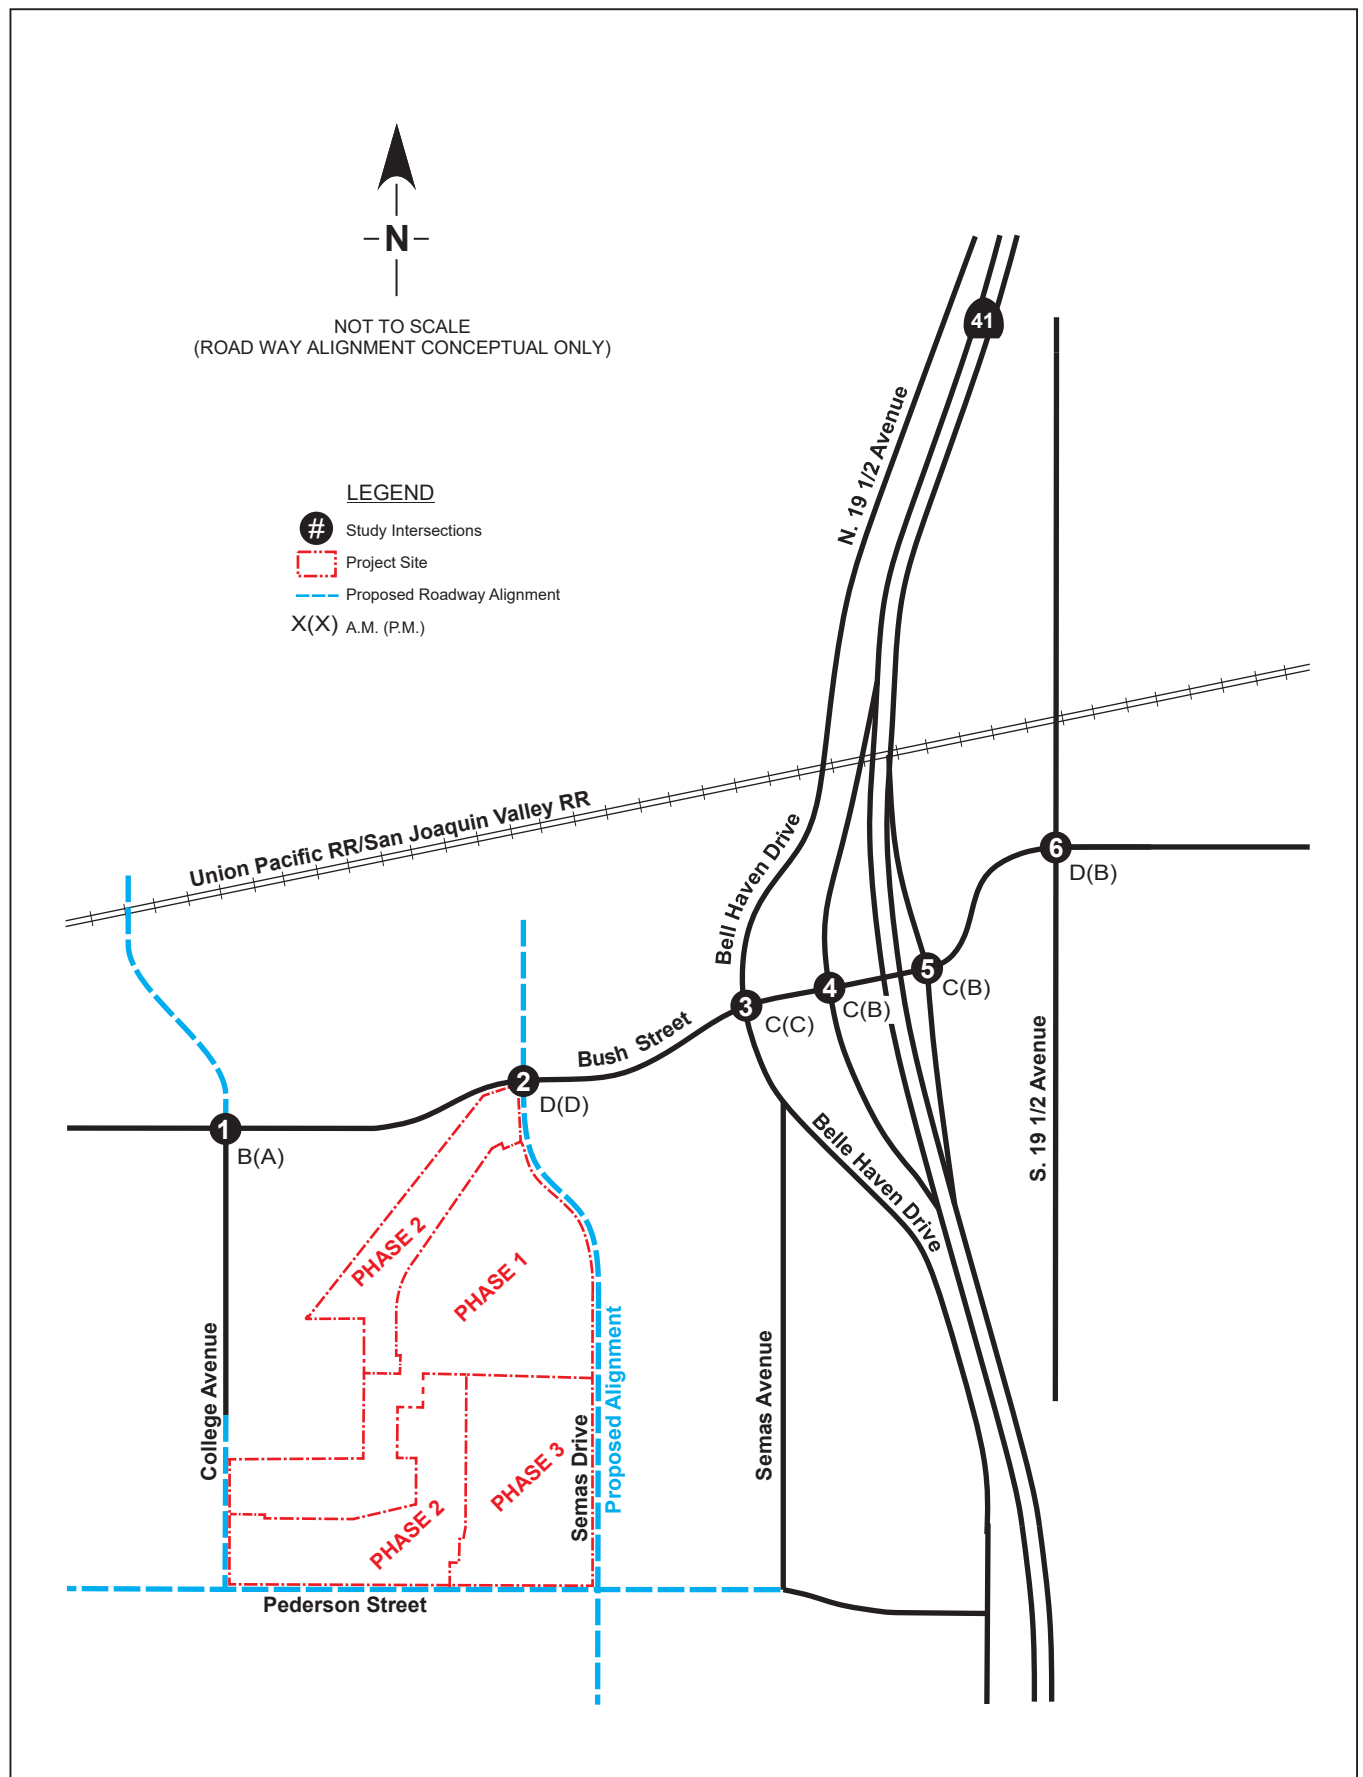 N
NOT TO SCALE
(ROAD WAY ALIGNMENT CONCEPTUAL ONLY)
41
N. 19 1/2 Avenue
LEGEND
# Study Intersections
Project Site
Proposed Roadway Alignment
X(X) A.M. (P.M.)
Union Pacific RR/San Joaquin Valley RR
Bell Haven Drive
6
D(B)
5
C(B)
4
C(B)
3
C(C)
Bush Street
2
D(D)
1
B(A)
S. 19 1/2 Avenue
Belle Haven Drive
PHASE 2
PHASE 1
College Avenue
Semas Drive
Proposed Alignment
Semas Avenue
PHASE 3
PHASE 2
Pederson Street